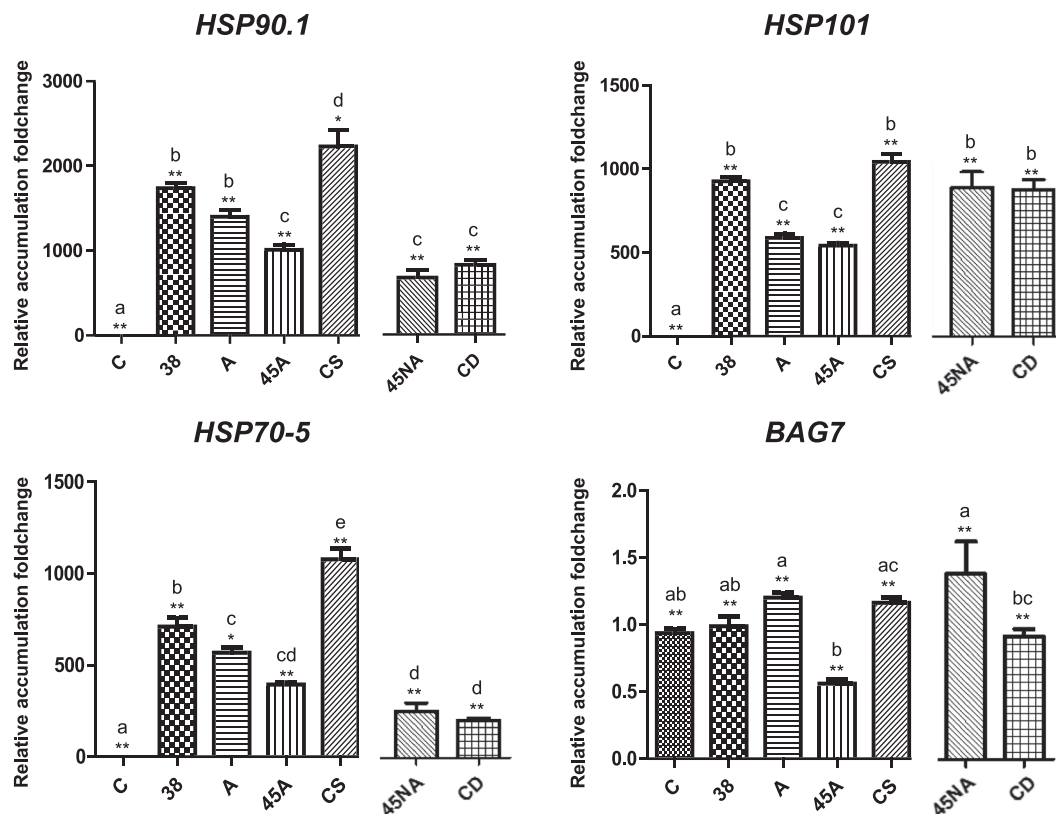 HSP90.1
Relative accumulation foldchange
3000
2000
1000
0
a
**
b
**
b
**
c
**
d
*
c
**
c
**
C
38
A
45A
CS
45NA
CD
HSP101
Relative accumulation foldchange
1500
1000
500
0
a
**
b
**
c
**
c
**
b
**
b
**
b
**
C
38
A
45A
CS
45NA
CD
HSP70-5
Relative accumulation foldchange
1500
1000
500
0
a
**
b
**
c
*
cd
**
e
**
d
**
d
**
C
38
A
45A
CS
45NA
CD
BAG7
Relative accumulation foldchange
2.0
1.5
1.0
0.5
0.0
ab
**
ab
**
a
**
b
**
ac
**
a
**
bc
**
C
38
A
45A
CS
45NA
CD